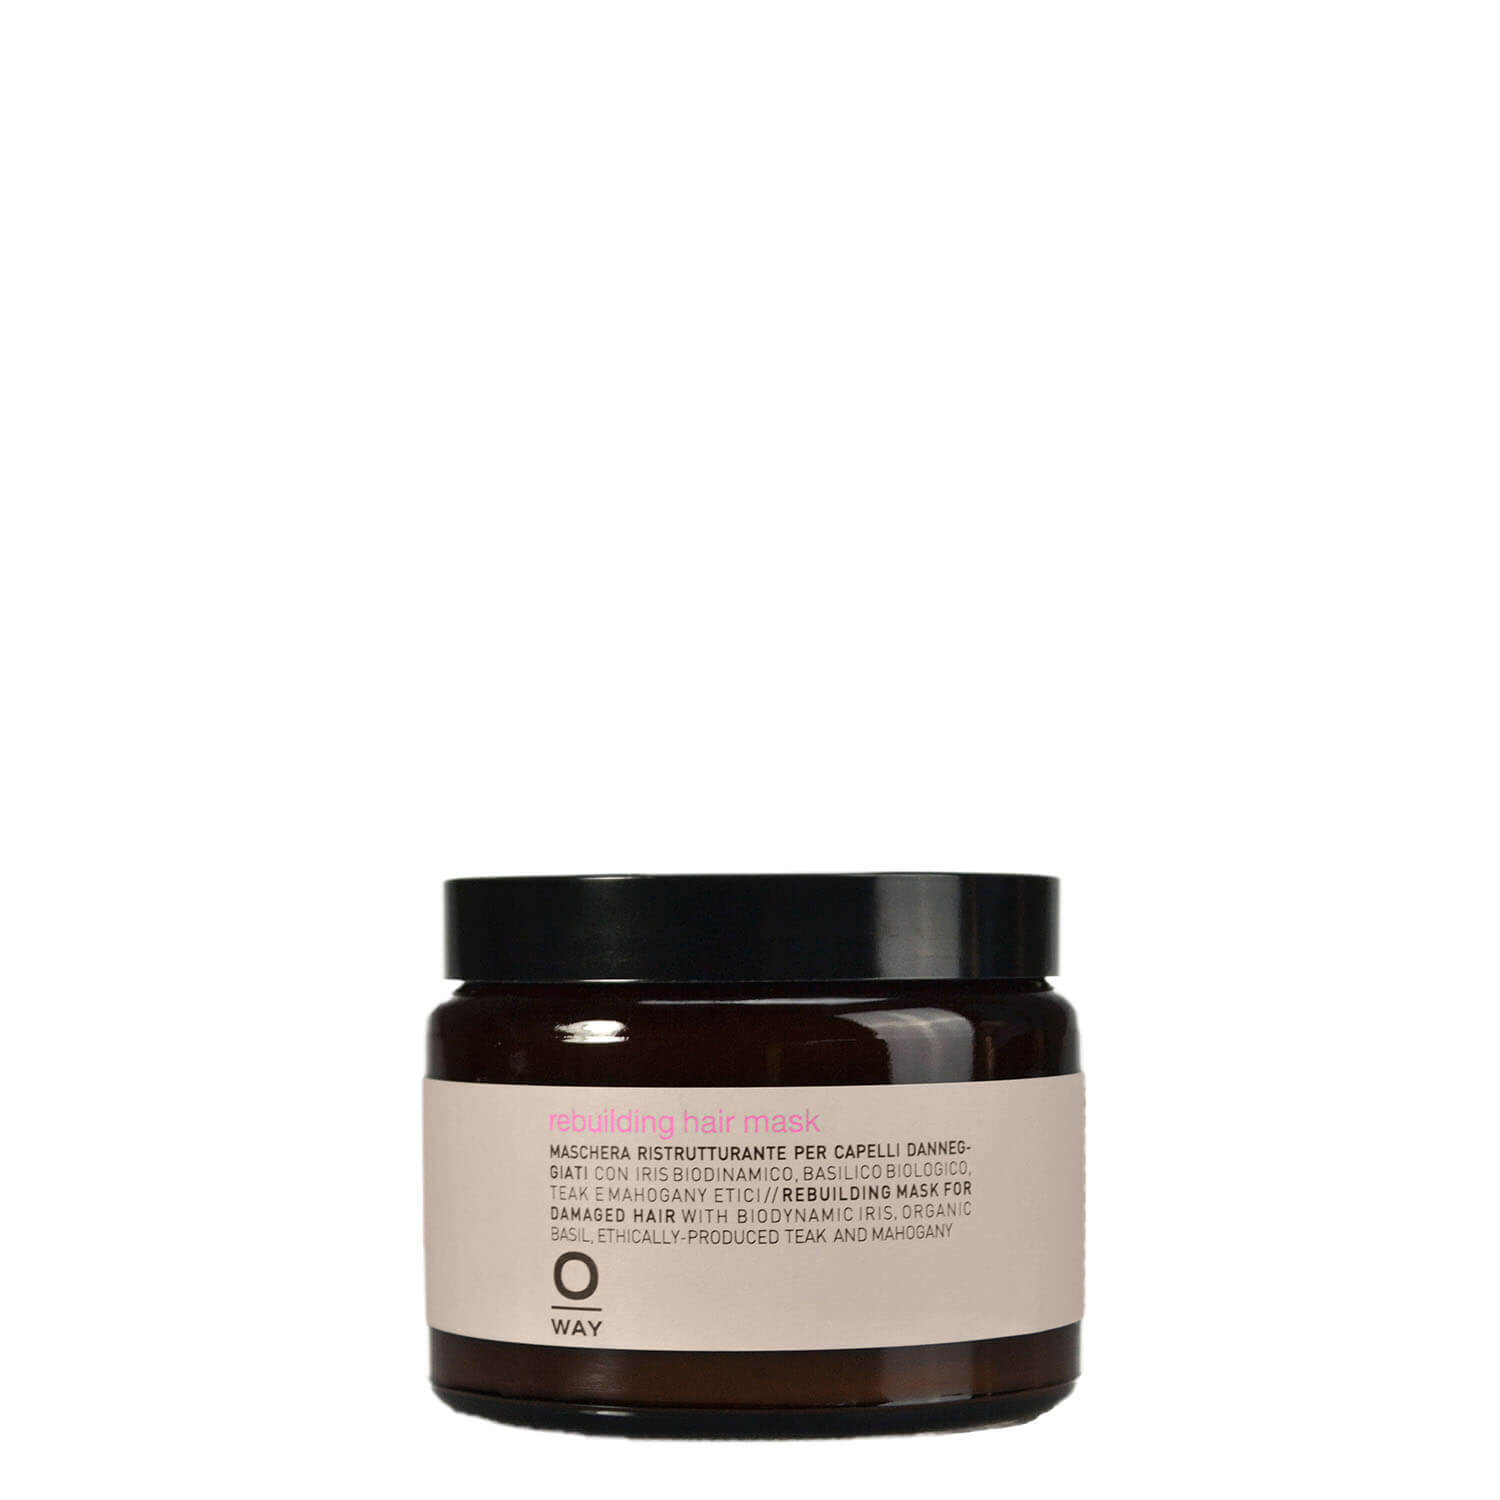 rebuilding hair mask
MASCHERA RISTRUTTURANTE PER CAPELLI DANNEG-
GIATI CON IRIS BIODINAMICO, BASILICO BIOLOGICO,
TEAK E MAHOGANY ETICI // REBUILDING MASK FOR
DAMAGED HAIR WITH BIODYNAMIC IRIS, ORGANIC
BASIL, ETHICALLY-PRODUCED TEAK AND MAHOGANY
O
WAY